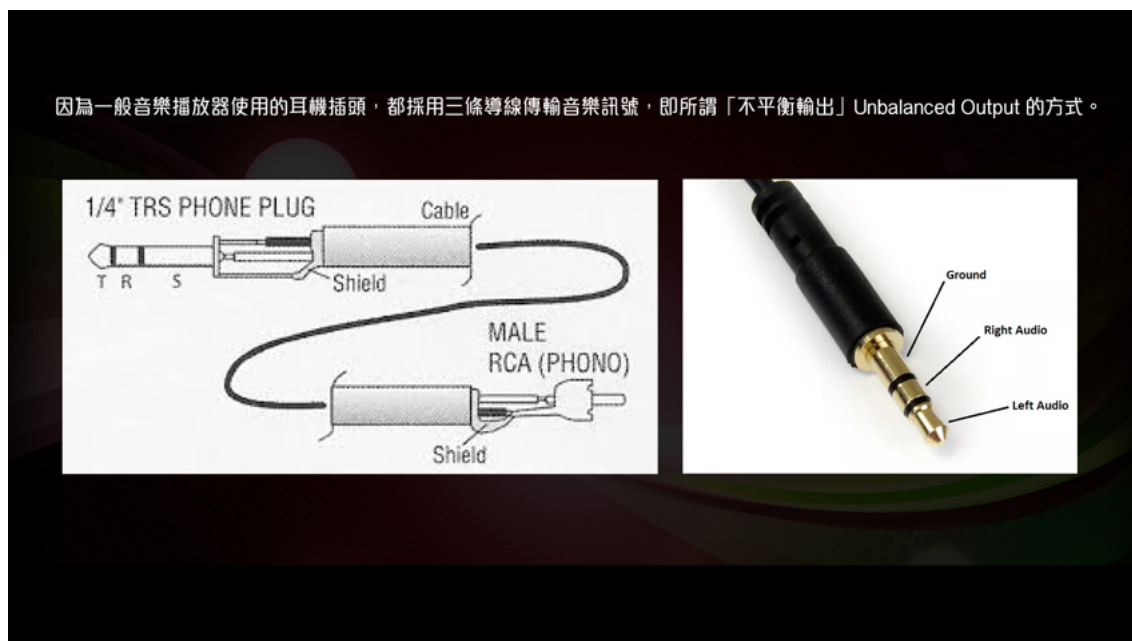 因為一般音樂播放器使用的耳機插頭，都採用三條導線傳輸音樂訊號，即所謂「不平衡輸出」Unbalanced Output 的方式。
1/4" TRS PHONE PLUG
Cable
T R S
Shield
MALE
RCA (PHONO)
Shield
Ground
Right Audio
Left Audio